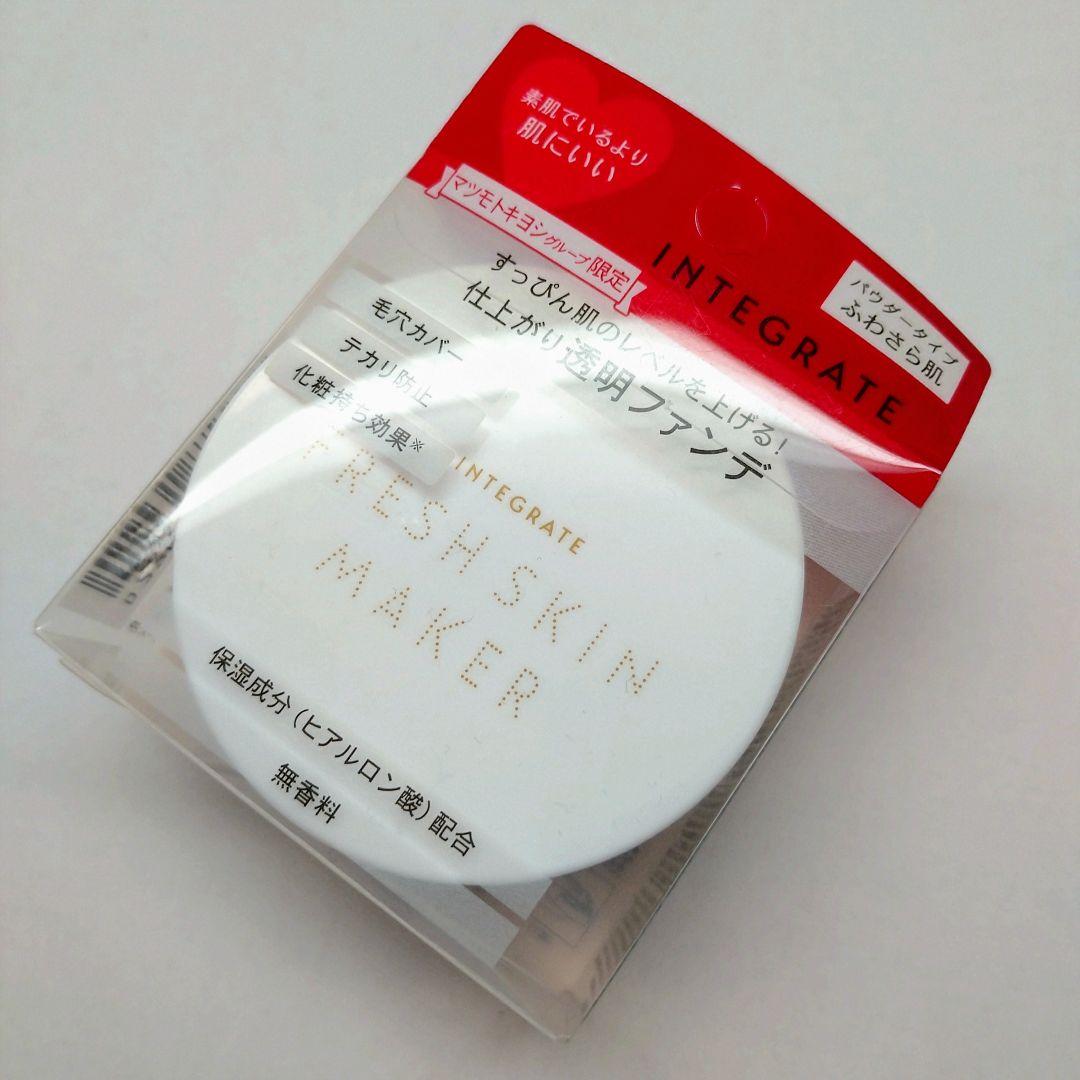 素肌でいるより
肌にいい
マツモトキヨシグループ限定
INTEGRATE
パウダータイプ
ふわさら肌
すっぴん肌のレベルを上げる!
仕上がり透明ファンデ
毛穴カバー
テカリ防止
化粧持ち効果※
INTEGRATE
FRESH SKIN
MAKER
保湿成分(ヒアルロン酸)配合
無香料